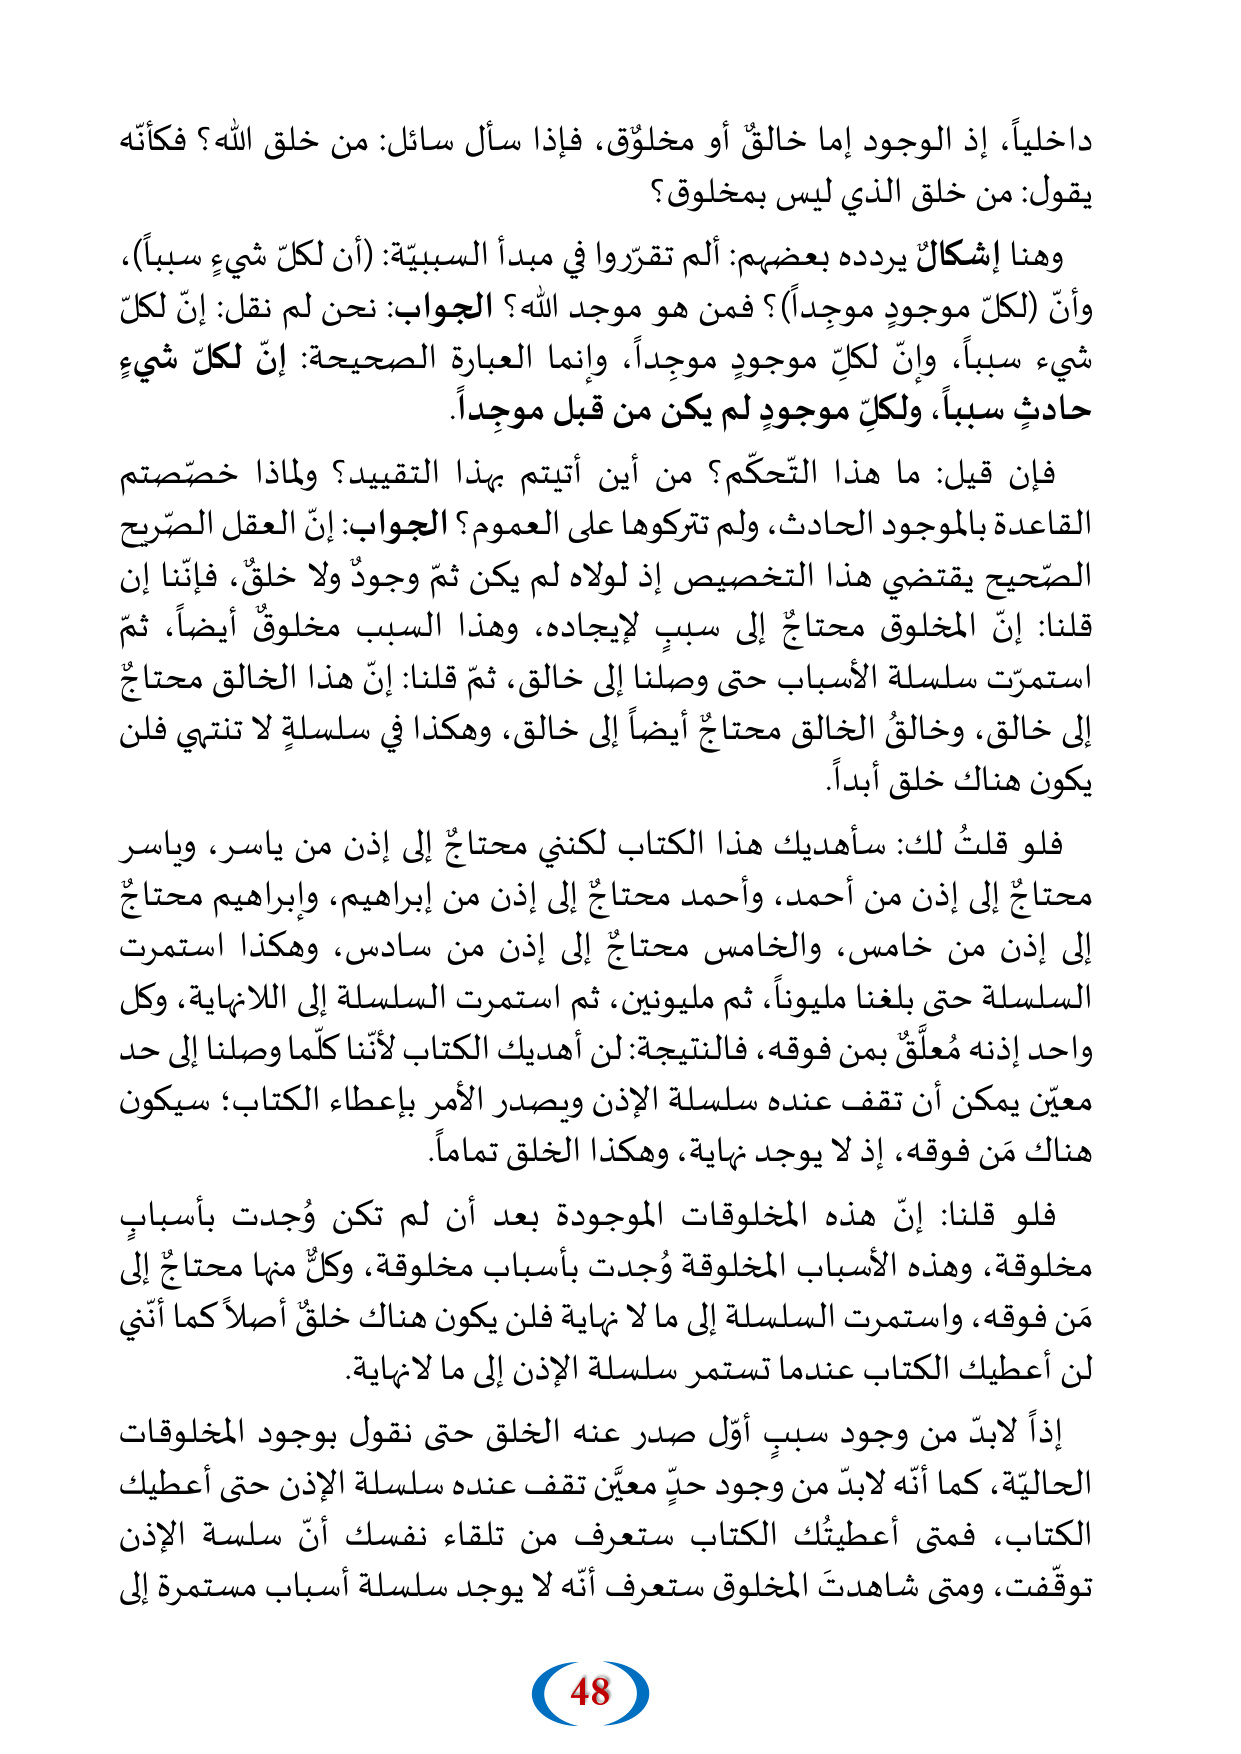 داخلياً، إذ الوجود إما خالقٌ أو مخلوٌق، فإذا سأل سائل: من خلق الله؟ فكأنّه
يقول: من خلق الذي ليس بمخلوق؟
وهنا إشكالٌ يردده بعضهم: ألم تقرّروا في مبدأ السببيّة: (أن لكلّ شيءٍ سبباً)،
وأنّ (لكلّ موجودٍ موجِداً)؟ فمن هو موجد الله؟ الجواب: نحن لم نقل: إنّ لكلّ
شيء سبباً، وإنّ لكلِّ موجودٍ موجِداً، وإنما العبارة الصحيحة: إنّ لكلّ شيءٍ
حادثٍ سبباً، ولكلِّ موجودٍ لم يكن من قبل موجِداً.
فإن قيل: ما هذا التّحكّم؟ من أين أتيتم بهذا التقييد؟ ولماذا خصّصتم
القاعدة بالموجود الحادث، ولم تتركوها على العموم؟ الجواب: إنّ العقل الصّريح
الصّحيح يقتضي هذا التخصيص إذ لولاه لم يكن ثمّ وجودٌ ولا خلقٌ، فإنّنا إن
قلنا: إنّ المخلوق محتاجٌ إلى سببٍ لإيجاده، وهذا السبب مخلوقٌ أيضاً، ثمّ
استمرّت سلسلة الأسباب حتى وصلنا إلى خالق، ثمّ قلنا: إنّ هذا الخالق محتاجٌ
إلى خالق، وخالقُ الخالق محتاجٌ أيضاً إلى خالق، وهكذا في سلسلةٍ لا تنتهي فلن
يكون هناك خلق أبداً.
فلو قلتُ لك: سأهديك هذا الكتاب لكنني محتاجٌ إلى إذن من ياسر، وياسر
محتاجٌ إلى إذن من أحمد، وأحمد محتاجٌ إلى إذن من إبراهيم، وإبراهيم محتاجٌ
إلى إذن من خامس، والخامس محتاجٌ إلى إذن من سادس، وهكذا استمرت
السلسلة حتى بلغنا مليوناً، ثم مليونين، ثم استمرت السلسلة إلى اللانهاية، وكل
واحد إذنه مُعلَّقٌ بمن فوقه، فالنتيجة: لن أهديك الكتاب لأنّنا كلّما وصلنا إلى حد
معيّن يمكن أن تقف عنده سلسلة الإذن ويصدر الأمر بإعطاء الكتاب؛ سيكون
هناك مَن فوقه، إذ لا يوجد نهاية، وهكذا الخلق تماماً.
فلو قلنا: إنّ هذه المخلوقات الموجودة بعد أن لم تكن وُجدت بأسبابٍ
مخلوقة، وهذه الأسباب المخلوقة وُجدت بأسباب مخلوقة، وكلٌّ منها محتاجٌ إلى
مَن فوقه، واستمرت السلسلة إلى ما لا نهاية فلن يكون هناك خلقٌ أصلاً كما أنّني
لن أعطيك الكتاب عندما تستمر سلسلة الإذن إلى ما لانهاية.
إذاً لابدّ من وجود سببٍ أوّل صدر عنه الخلق حتى نقول بوجود المخلوقات
الحاليّة، كما أنّه لابدّ من وجود حدٍّ معيَّن تقف عنده سلسلة الإذن حتى أعطيك
الكتاب، فمتى أعطيتُك الكتاب ستعرف من تلقاء نفسك أنّ سلسة الإذن
توقّفت، ومتى شاهدتَ المخلوق ستعرف أنّه لا يوجد سلسلة أسباب مستمرة إلى
48